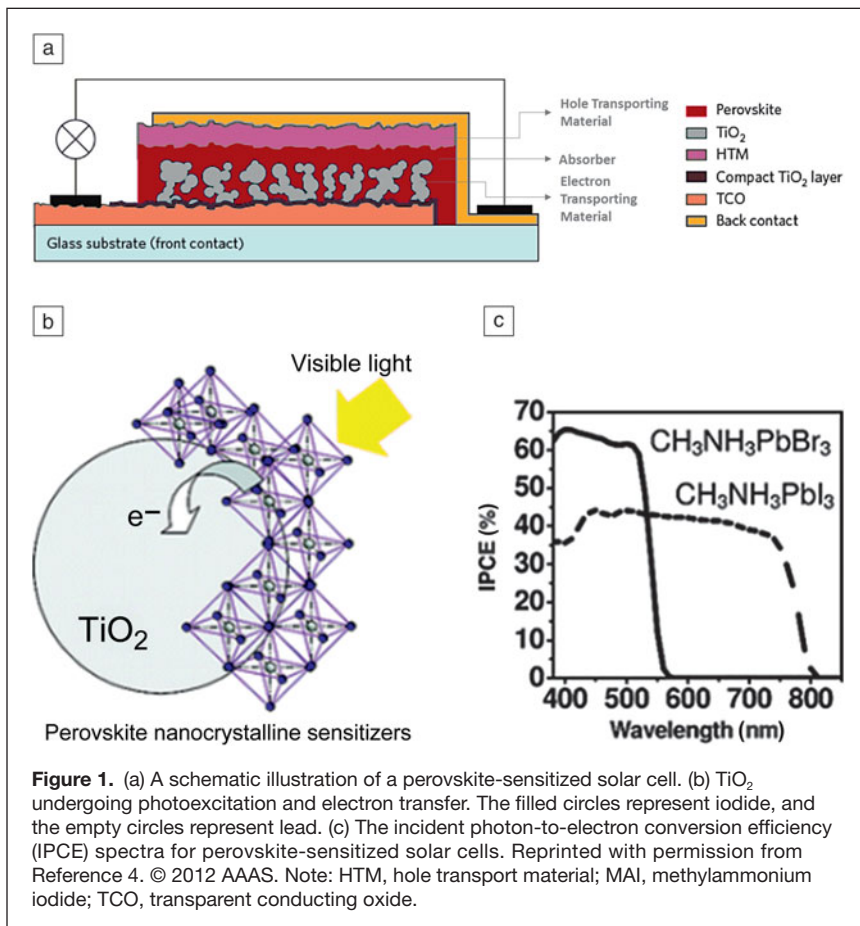 a
Hole Transporting
Material
Absorber
Electron
Transporting
Material
Perovskite
TiO₂
HTM
Compact TiO₂ layer
TCO
Back contact
Glass substrate (front contact)
b
Visible light
e−
TiO₂
Perovskite nanocrystalline sensitizers
c
70
60
50
40
30
20
10
0
IPCE (%)
CH₃NH₃PbBr₃
CH₃NH₃PbI₃
400 500 600 700 800
Wavelength (nm)
Figure 1. (a) A schematic illustration of a perovskite-sensitized solar cell. (b) TiO₂
undergoing photoexcitation and electron transfer. The filled circles represent iodide, and
the empty circles represent lead. (c) The incident photon-to-electron conversion efficiency
(IPCE) spectra for perovskite-sensitized solar cells. Reprinted with permission from
Reference 4. © 2012 AAAS. Note: HTM, hole transport material; MAI, methylammonium
iodide; TCO, transparent conducting oxide.